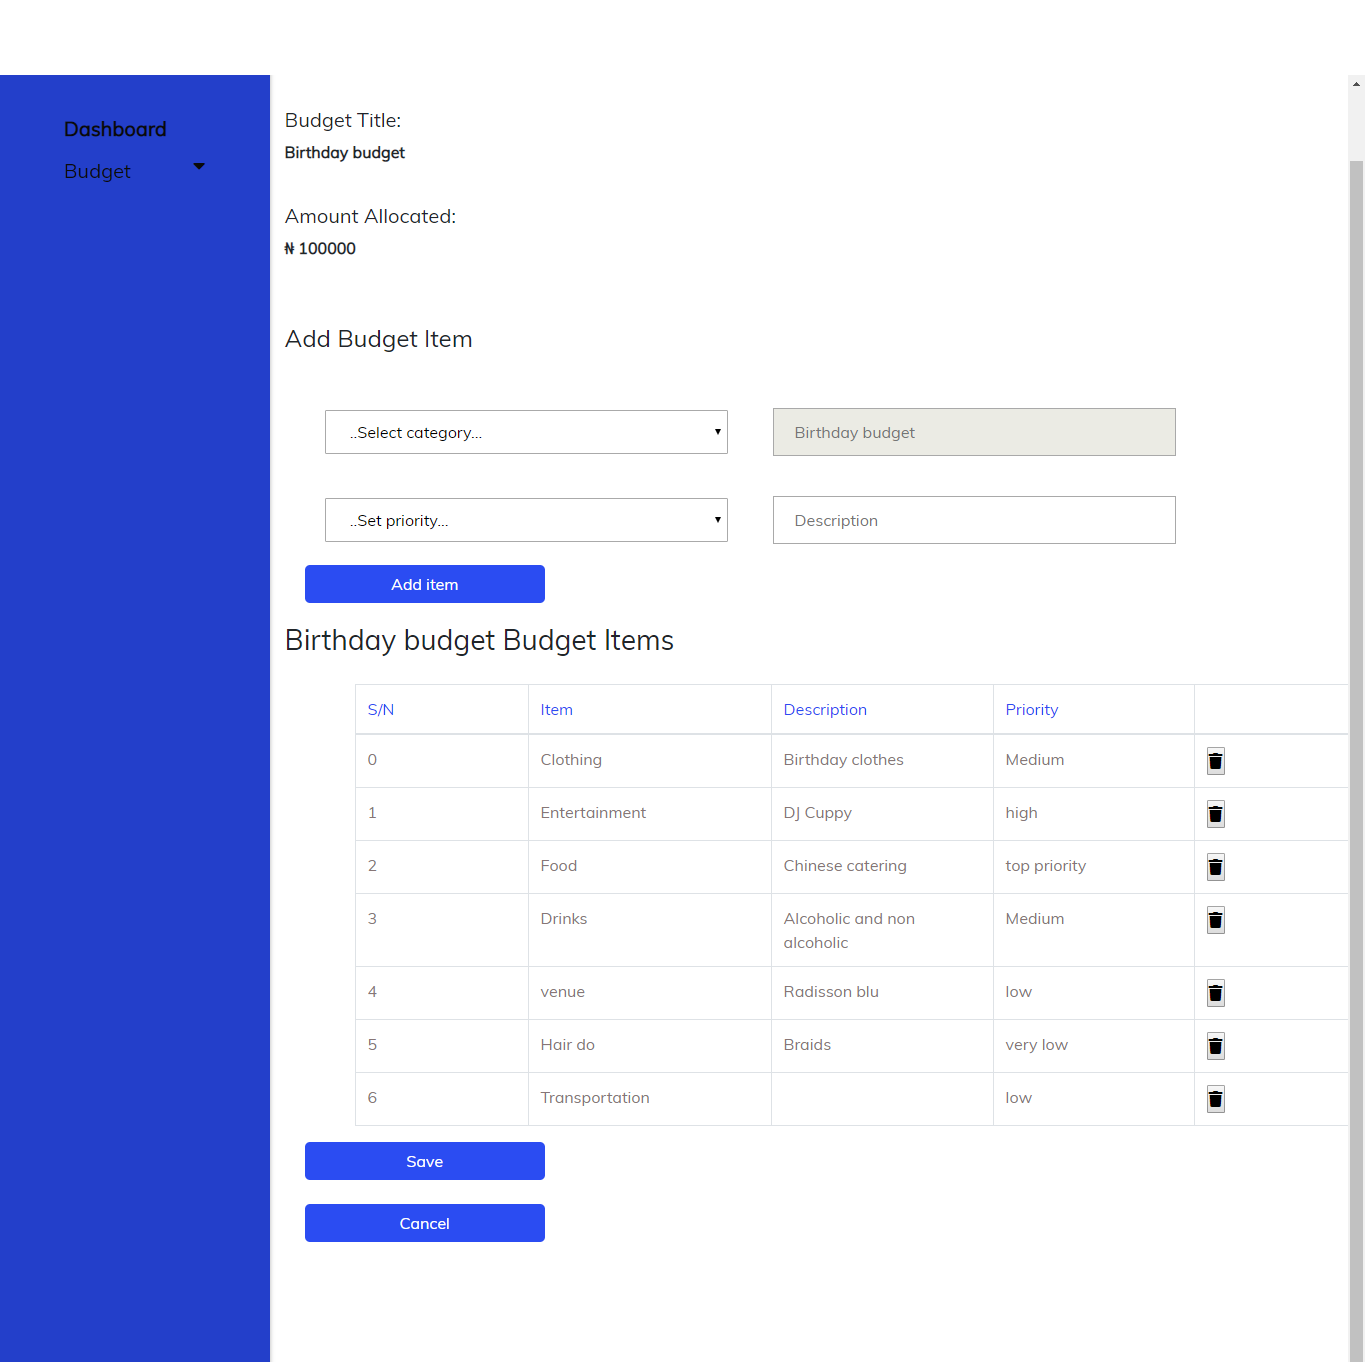 Dashboard
Budget
Budget Title:
Birthday budget
Amount Allocated:
₦ 100000
Add Budget Item
..Select category...
Birthday budget
..Set priority...
Description
Add item
Birthday budget Budget Items
S/N Item Description Priority
0 Clothing Birthday clothes Medium
1 Entertainment DJ Cuppy high
2 Food Chinese catering top priority
3 Drinks Alcoholic and non Medium
alcoholic
4 venue Radisson blu low
5 Hair do Braids very low
6 Transportation low
Save
Cancel